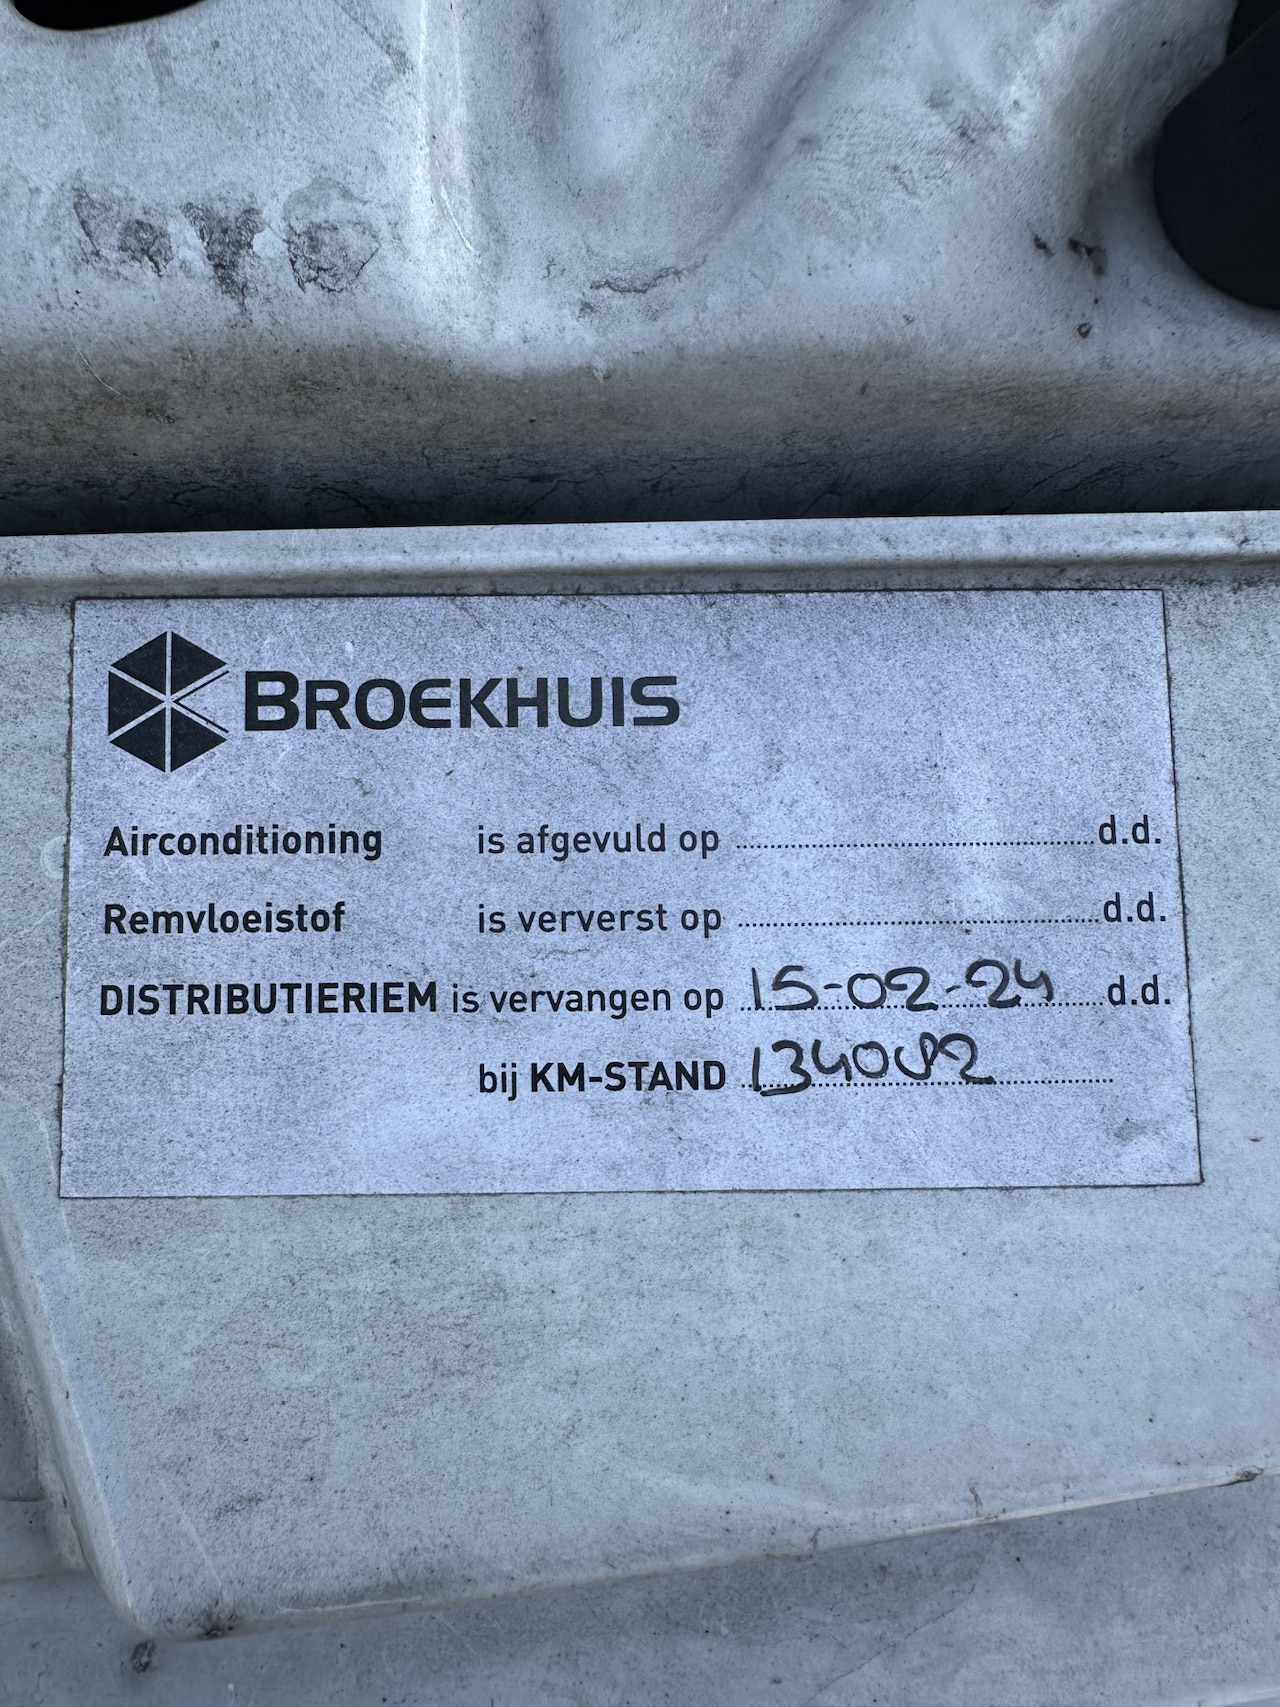 BROEKHUIS
Airconditioning is afgevuld op ........................ d.d.
Remvloeistof is ververst op ........................ d.d.
DISTRIBUTIERIEM is vervangen op 15-02-24 d.d.
bij KM-STAND 134082